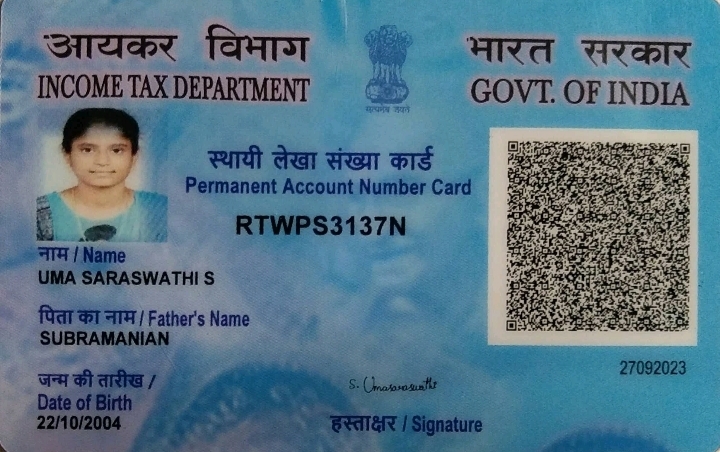 आयकर विभाग
INCOME TAX DEPARTMENT
सत्यमेव जयते
भारत सरकार
GOVT. OF INDIA
स्थायी लेखा संख्या कार्ड
Permanent Account Number Card
RTWPS3137N
नाम / Name
UMA SARASWATHI S
पिता का नाम / Father's Name
SUBRAMANIAN
जन्म की तारीख /
Date of Birth
22/10/2004
S. Umasaraswathi
हस्ताक्षर / Signature
27092023